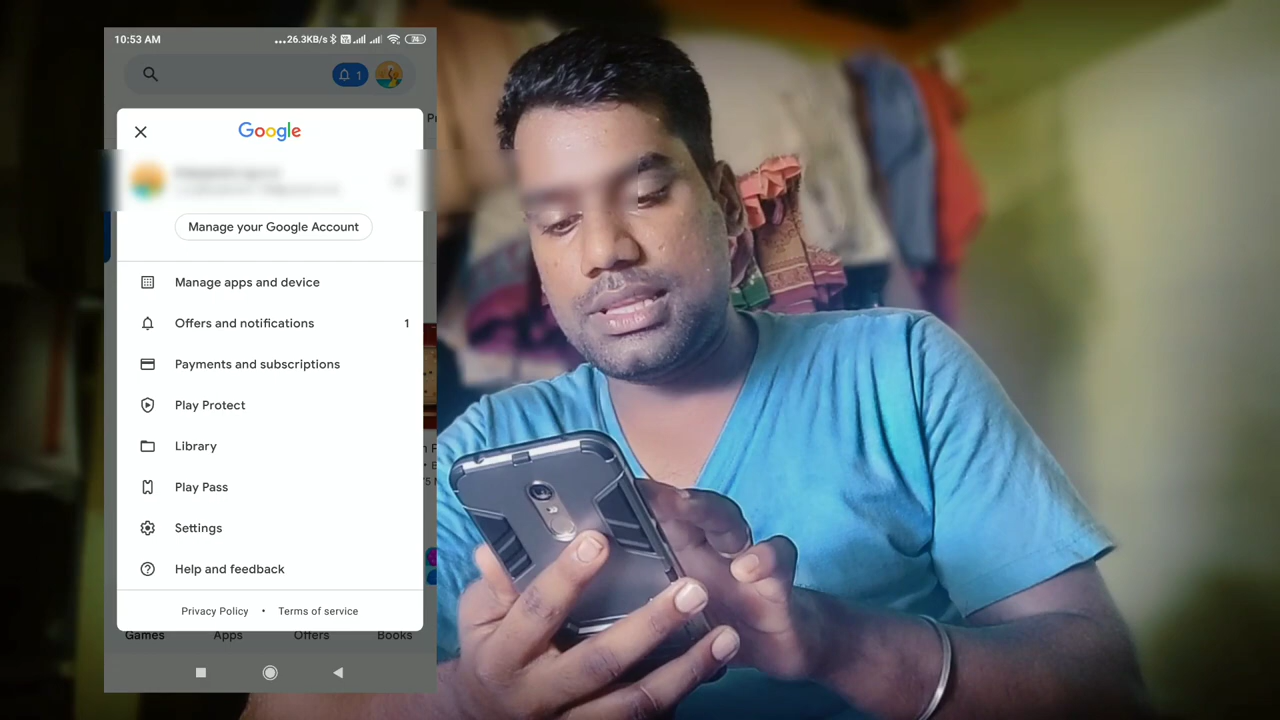 10:53 AM
...26.3KB/s
74
1
Google
Manage your Google Account
Manage apps and device
Offers and notifications 1
Payments and subscriptions
Play Protect
Library
Play Pass
Settings
Help and feedback
Privacy Policy • Terms of service
Games Apps Offers Books